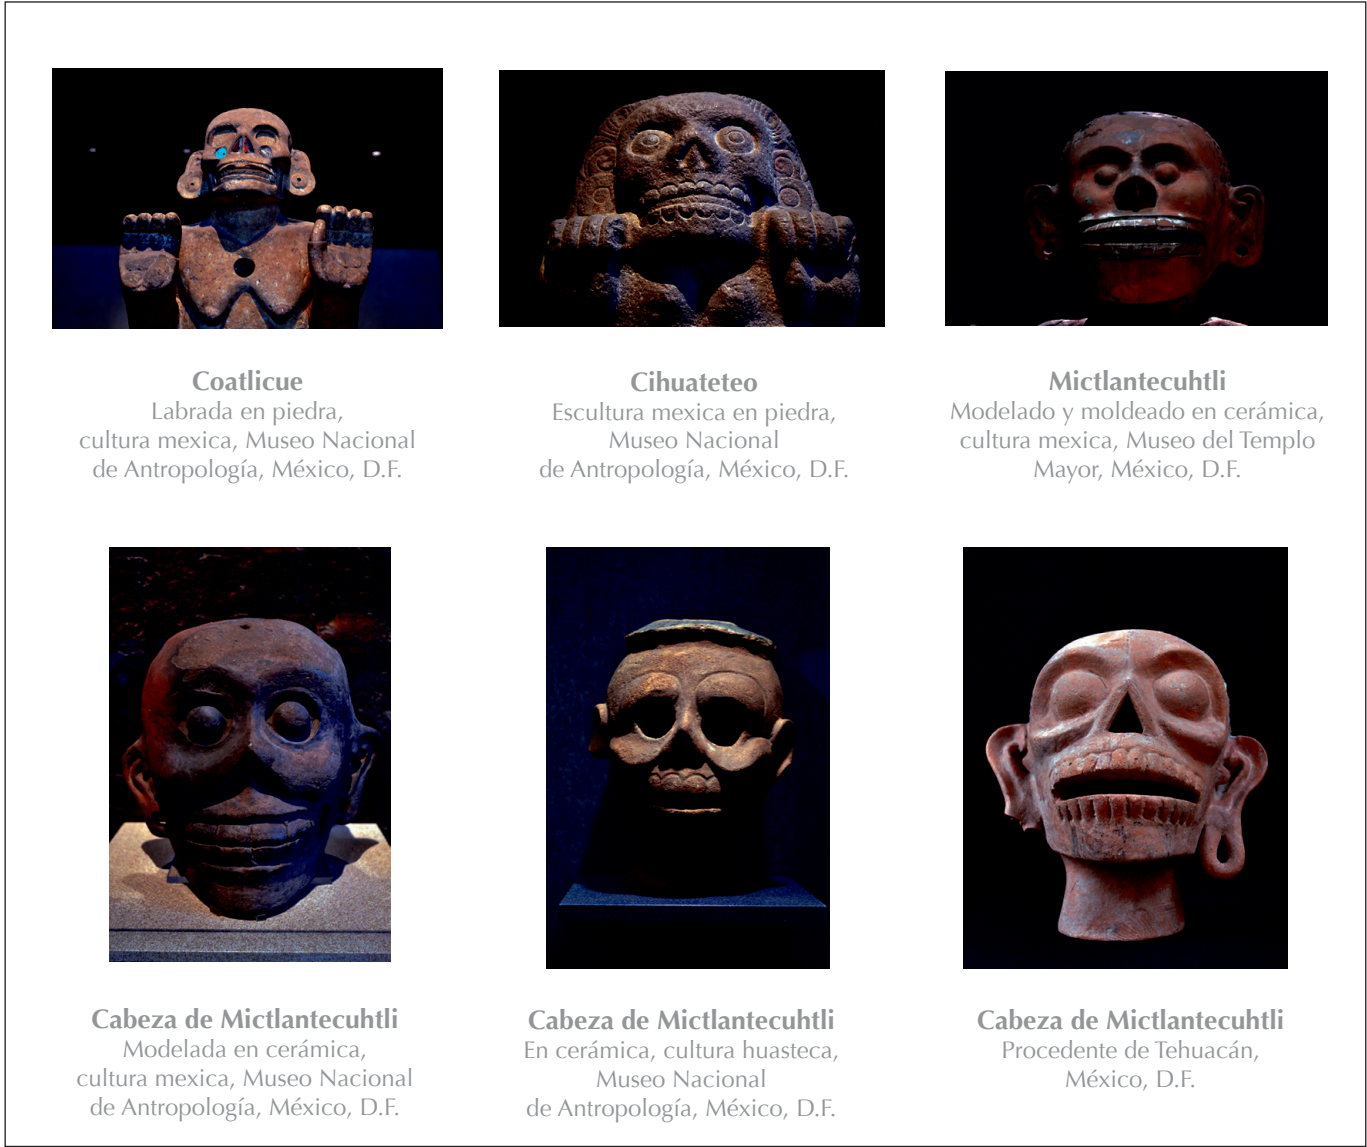 Coatlicue
Labrada en piedra,
cultura mexica, Museo Nacional
de Antropología, México, D.F.
Cihuateteo
Escultura mexica en piedra,
Museo Nacional
de Antropología, México, D.F.
Mictlantecuhtli
Modelado y moldeado en cerámica,
cultura mexica, Museo del Templo
Mayor, México, D.F.
Cabeza de Mictlantecuhtli
Modelada en cerámica,
cultura mexica, Museo Nacional
de Antropología, México, D.F.
Cabeza de Mictlantecuhtli
En cerámica, cultura huasteca,
Museo Nacional
de Antropología, México, D.F.
Cabeza de Mictlantecuhtli
Procedente de Tehuacán,
México, D.F.